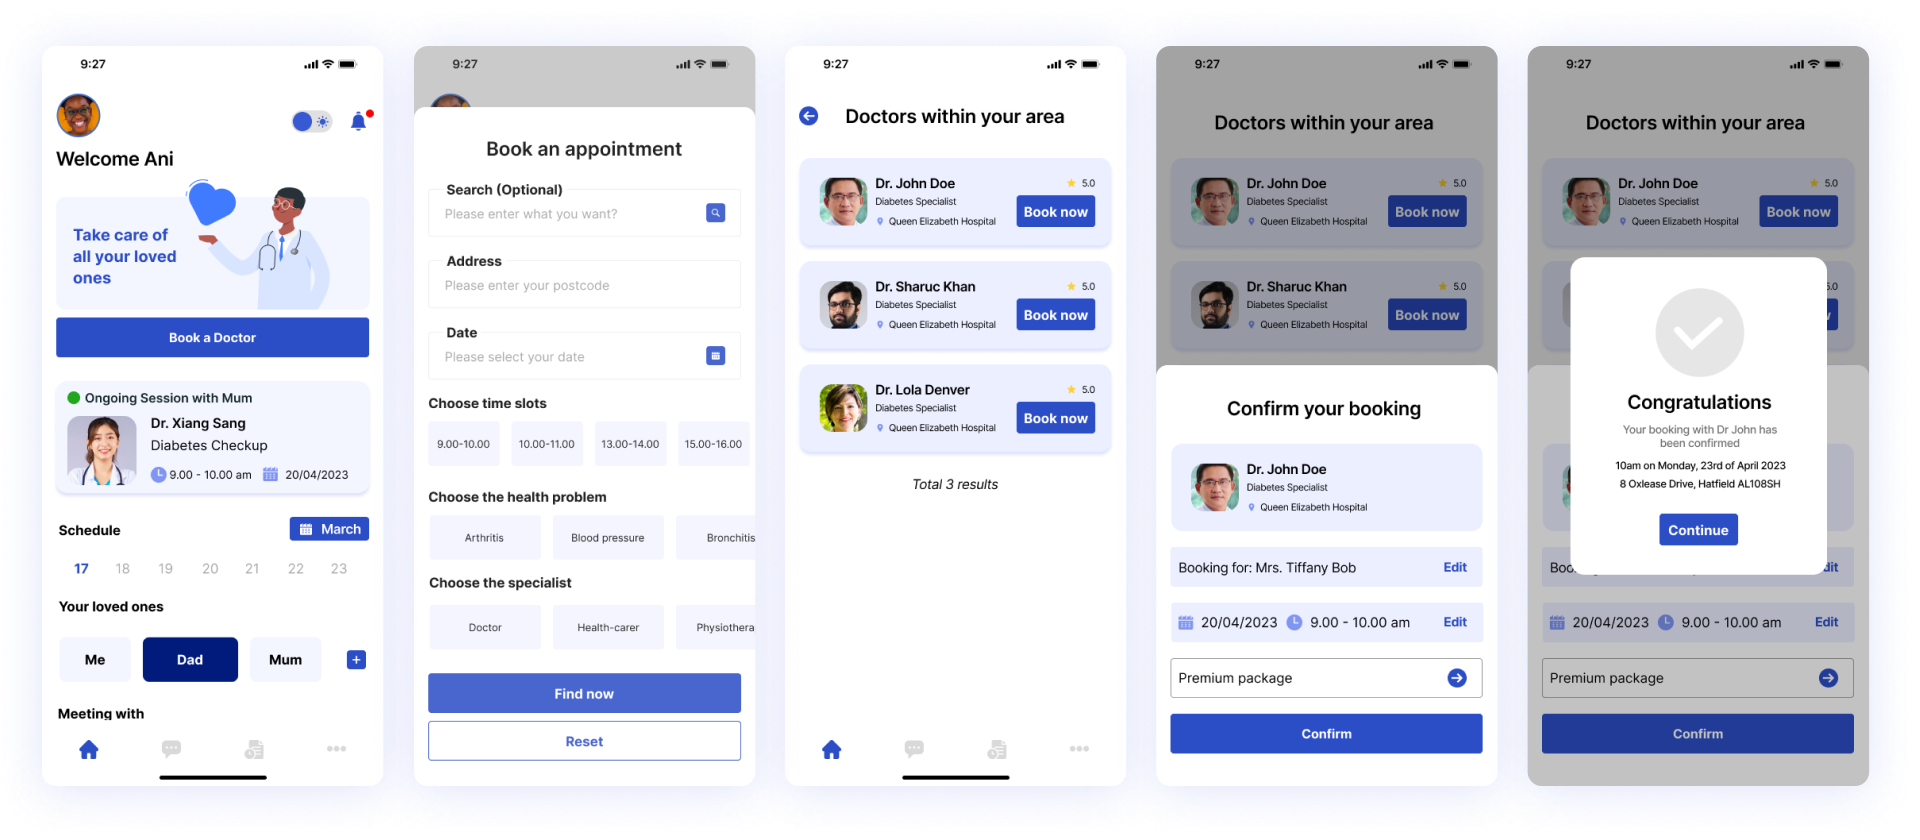 9:27
Welcome Ani
Take care of
all your loved
ones
Book a Doctor
Ongoing Session with Mum
Dr. Xiang Sang
Diabetes Checkup
9.00 - 10.00 am 20/04/2023
Schedule March
17 18 19 20 21 22 23
Your loved ones
Me Dad Mum
Meeting with
9:27
Book an appointment
Search (Optional)
Please enter what you want?
Address
Please enter your postcode
Date
Please select your date
Choose time slots
9.00-10.00 10.00-11.00 13.00-14.00 15.00-16.00
Choose the health problem
Arthritis Blood pressure Bronchitis
Choose the specialist
Doctor Health-carer Physiothera
Find now
Reset
9:27
Doctors within your area
Dr. John Doe 5.0
Diabetes Specialist
Queen Elizabeth Hospital
Book now
Dr. Sharuc Khan 5.0
Diabetes Specialist
Queen Elizabeth Hospital
Book now
Dr. Lola Denver 5.0
Diabetes Specialist
Queen Elizabeth Hospital
Book now
Total 3 results
9:27
Doctors within your area
Dr. John Doe 5.0
Diabetes Specialist
Queen Elizabeth Hospital
Book now
Dr. Sharuc Khan 5.0
Diabetes Specialist
Queen Elizabeth Hospital
Book now
Confirm your booking
Dr. John Doe
Diabetes Specialist
Queen Elizabeth Hospital
Booking for: Mrs. Tiffany Bob Edit
20/04/2023 9.00 - 10.00 am Edit
Premium package
Confirm
9:27
Doctors within your area
Dr. John Doe 5.0
Diabetes Specialist
Queen Elizabeth Hospital
Book now
Congratulations
Your booking with Dr John has
been confirmed
10am on Monday, 23rd of April 2023
8 Oxlease Drive, Hatfield AL108SH
Continue
20/04/2023 9.00 - 10.00 am Edit
Premium package
Confirm